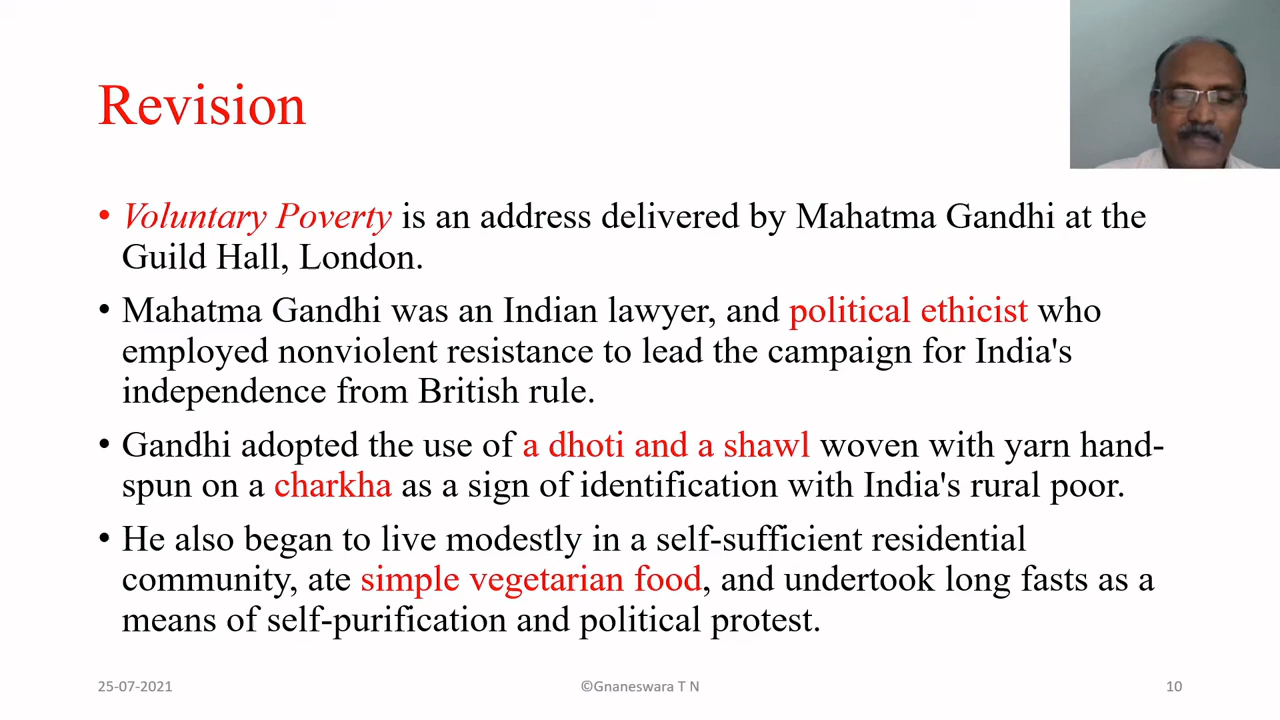 Revision
• Voluntary Poverty is an address delivered by Mahatma Gandhi at the
Guild Hall, London.
• Mahatma Gandhi was an Indian lawyer, and political ethicist who
employed nonviolent resistance to lead the campaign for India's
independence from British rule.
• Gandhi adopted the use of a dhoti and a shawl woven with yarn hand-
spun on a charkha as a sign of identification with India's rural poor.
• He also began to live modestly in a self-sufficient residential
community, ate simple vegetarian food, and undertook long fasts as a
means of self-purification and political protest.
25-07-2021
©Gnaneswara T N
10